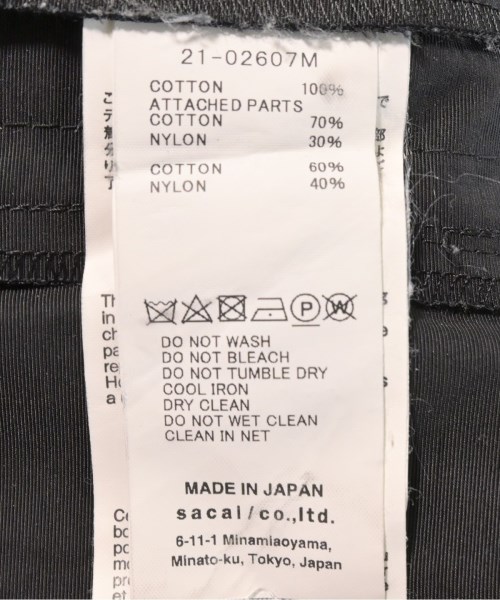 21-02607M
COTTON 100%
ATTACHED PARTS
COTTON 70%
NYLON 30%
COTTON 60%
NYLON 40%
P
W
DO NOT WASH
DO NOT BLEACH
DO NOT TUMBLE DRY
COOL IRON
DRY CLEAN
DO NOT WET CLEAN
CLEAN IN NET
MADE IN JAPAN
sacai/co.,ltd.
6-11-1 Minamiaoyama,
Minato-ku, Tokyo, Japan